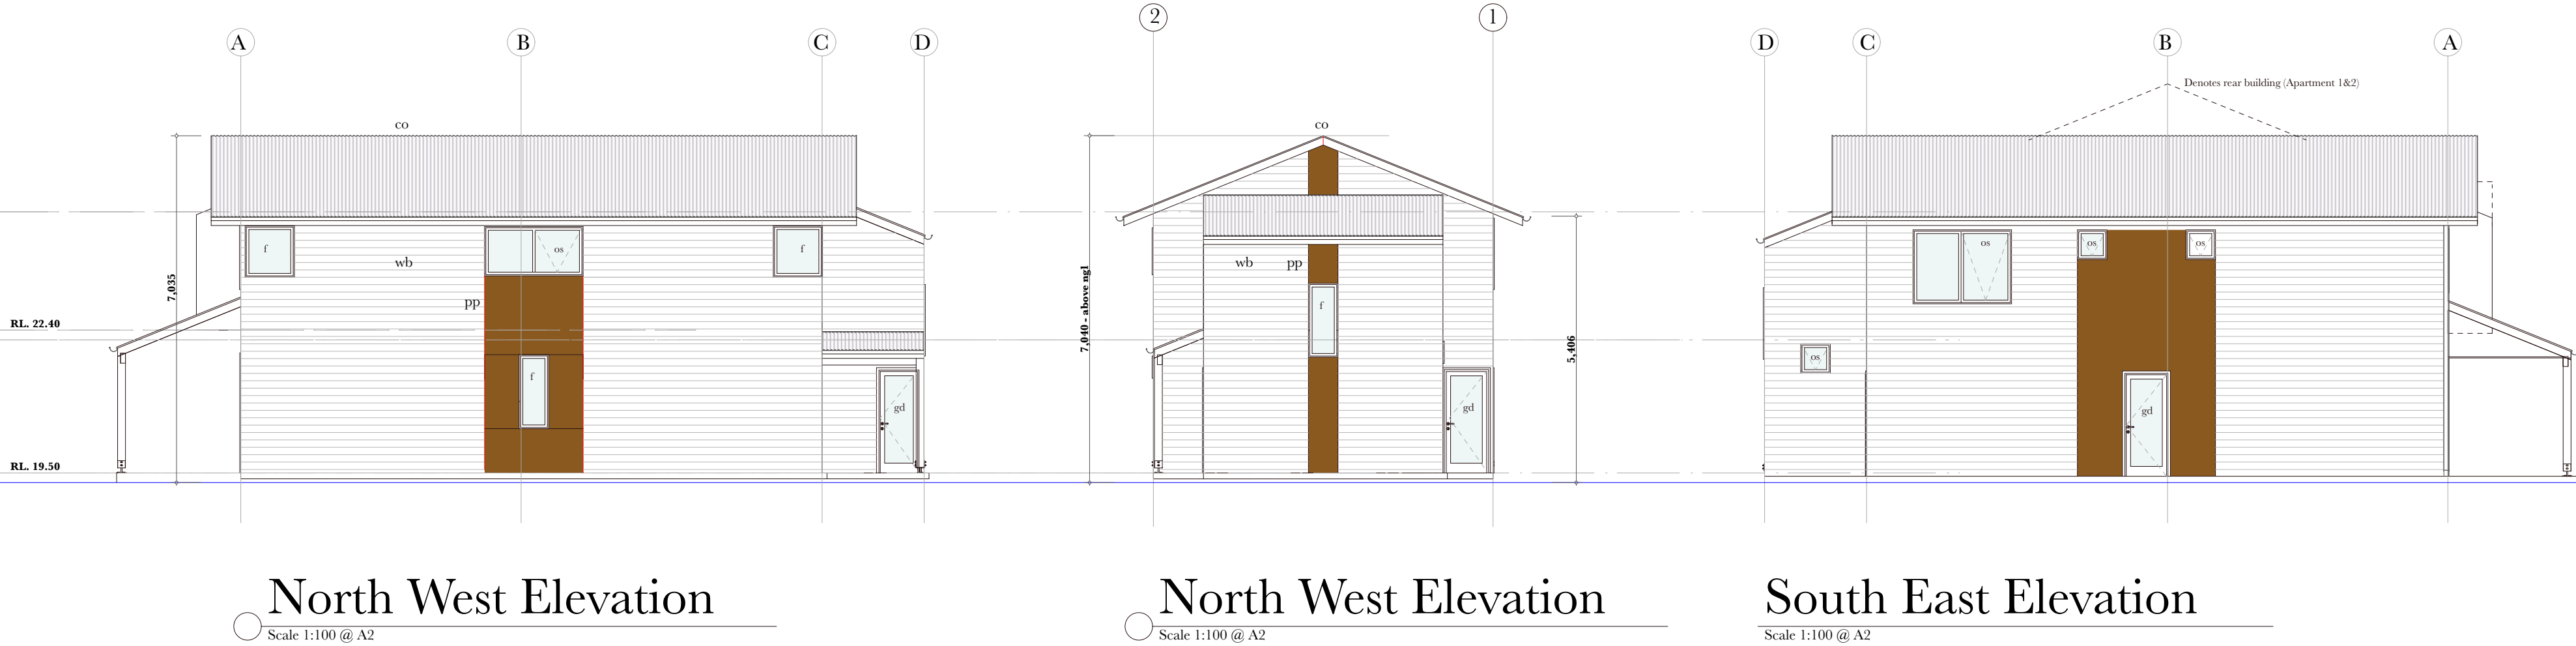 A B C D
co
f os f
wb
pp
7,035
RL. 22.40
f
gd
RL. 19.50
North West Elevation
Scale 1:100 @ A2
2 1
co
wb pp
f
7,040 - above ngl
5,406
gd
North West Elevation
Scale 1:100 @ A2
D C B A
Denotes rear building (Apartment 1&2)
os os os
os
gd
South East Elevation
Scale 1:100 @ A2